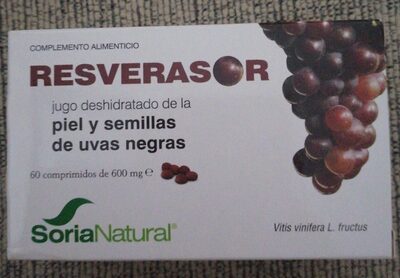 COMPLEMENTO ALIMENTICIO
RESVERASOR
jugo deshidratado de la
piel y semillas
de uvas negras
60 comprimidos de 600 mg ℮
SoriaNatural®
Vitis vinifera L. fructus